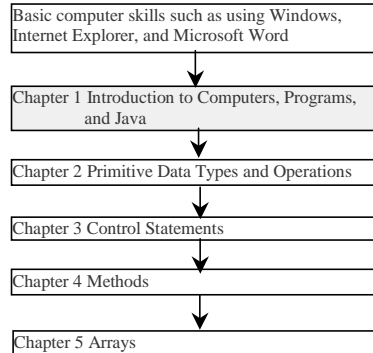 Basic computer skills such as using Windows,
Internet Explorer, and Microsoft Word
Chapter 1 Introduction to Computers, Programs,
and Java
Chapter 2 Primitive Data Types and Operations
Chapter 3 Control Statements
Chapter 4 Methods
Chapter 5 Arrays